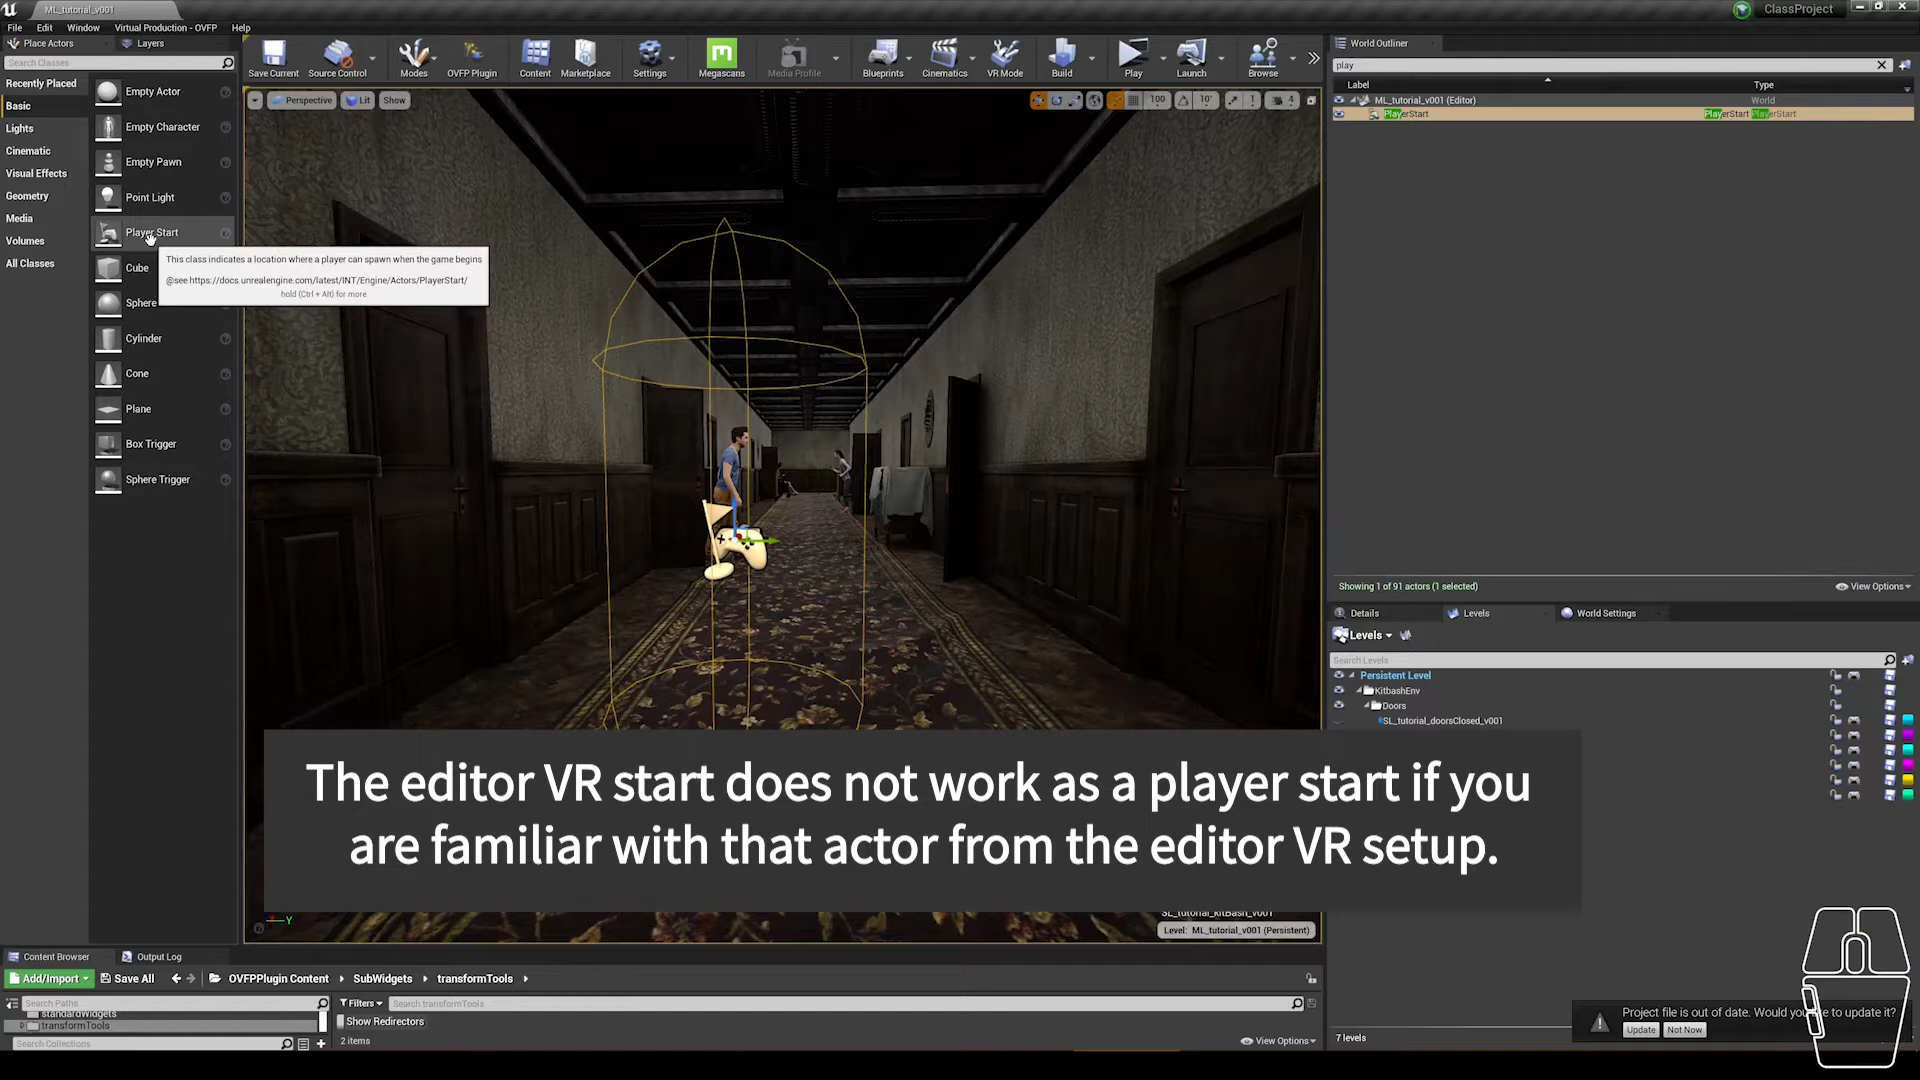 ML_tutorial_v001
ClassProject
File Edit Window Virtual Production - OVFP Help
Place Actors Layers
Search Classes
Recently Placed
Basic
Lights
Cinematic
Visual Effects
Geometry
Media
Volumes
All Classes
Empty Actor
Empty Character
Empty Pawn
Point Light
Player Start
Cube
Sphere
Cylinder
Cone
Plane
Box Trigger
Sphere Trigger
This class indicates a location where a player can spawn when the game begins
@see https://docs.unrealengine.com/latest/INT/Engine/Actors/PlayerStart/
hold (Ctrl + Alt) for more
Save Current Source Control Modes OVFP Plugin Content Marketplace Settings Megascans Media Profile Blueprints Cinematics VR Mode Build Play Launch Browse
Perspective Lit Show
100 10° 1 4
World Outliner
play
Label Type
ML_tutorial_v001 (Editor) World
PlayerStart PlayerStart PlayerStart
Showing 1 of 91 actors (1 selected) View Options
Details Levels World Settings
Levels
Search Levels
Persistent Level
KitbashEnv
Doors
SL_tutorial_doorsClosed_v001
The editor VR start does not work as a player start if you
are familiar with that actor from the editor VR setup.
Y
SL_tutorial_kitBash_v001
Level: ML_tutorial_v001 (Persistent)
Content Browser Output Log
Add/Import Save All OVFPPlugin Content SubWidgets transformTools
Search Paths
Filters Search transformTools
standardWidgets
transformTools
Show Redirectors
Search Collections
2 items
View Options
7 levels
Project file is out of date. Would you like to update it?
Update Not Now